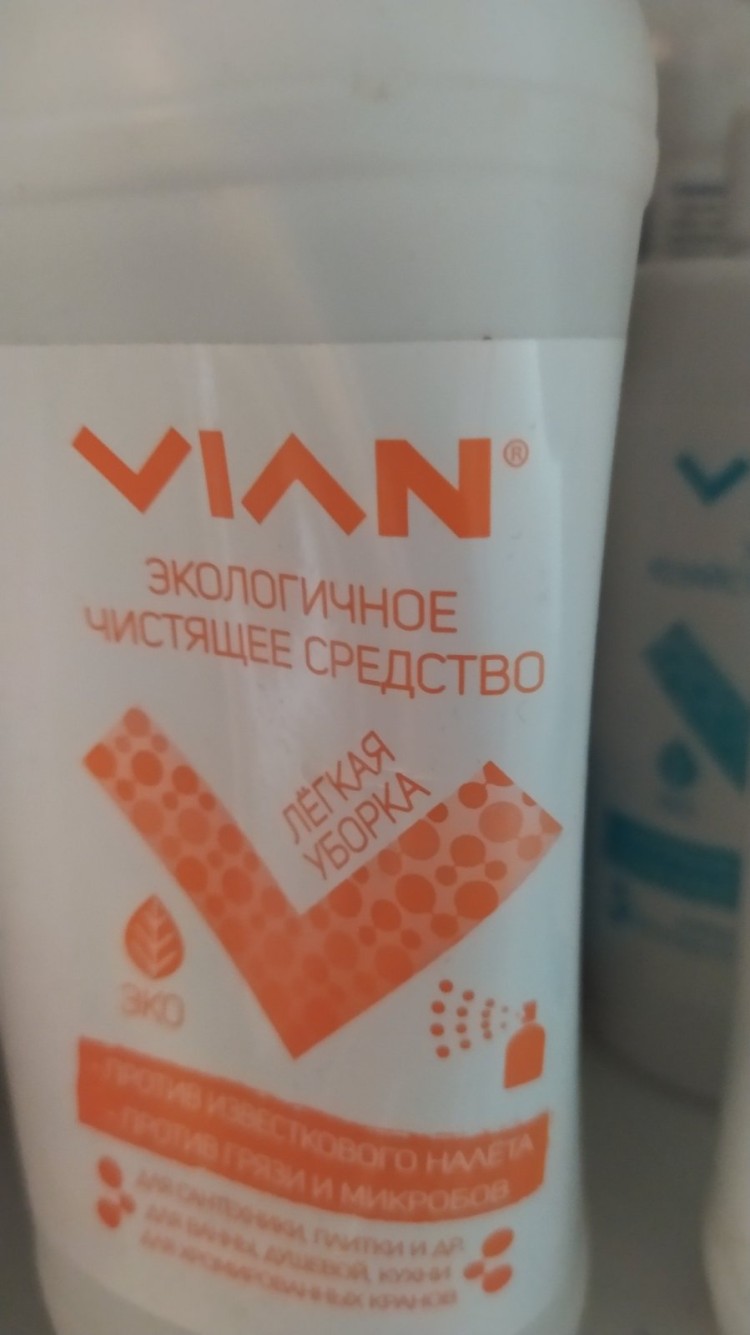 VIAN®
ЭКОЛОГИЧНОЕ
ЧИСТЯЩЕЕ СРЕДСТВО
ЛЁГКАЯ
УБОРКА
ЭКО
- ПРОТИВ ИЗВЕСТКОВОГО НАЛЁТА
- ПРОТИВ ГРЯЗИ И МИКРОБОВ
ДЛЯ САНТЕХНИКИ, ПЛИТКИ И ДР.
ДЛЯ ВАННЫ, ДУШЕВОЙ, КУХНИ
ДЛЯ ХРОМИРОВАННЫХ КРАНОВ